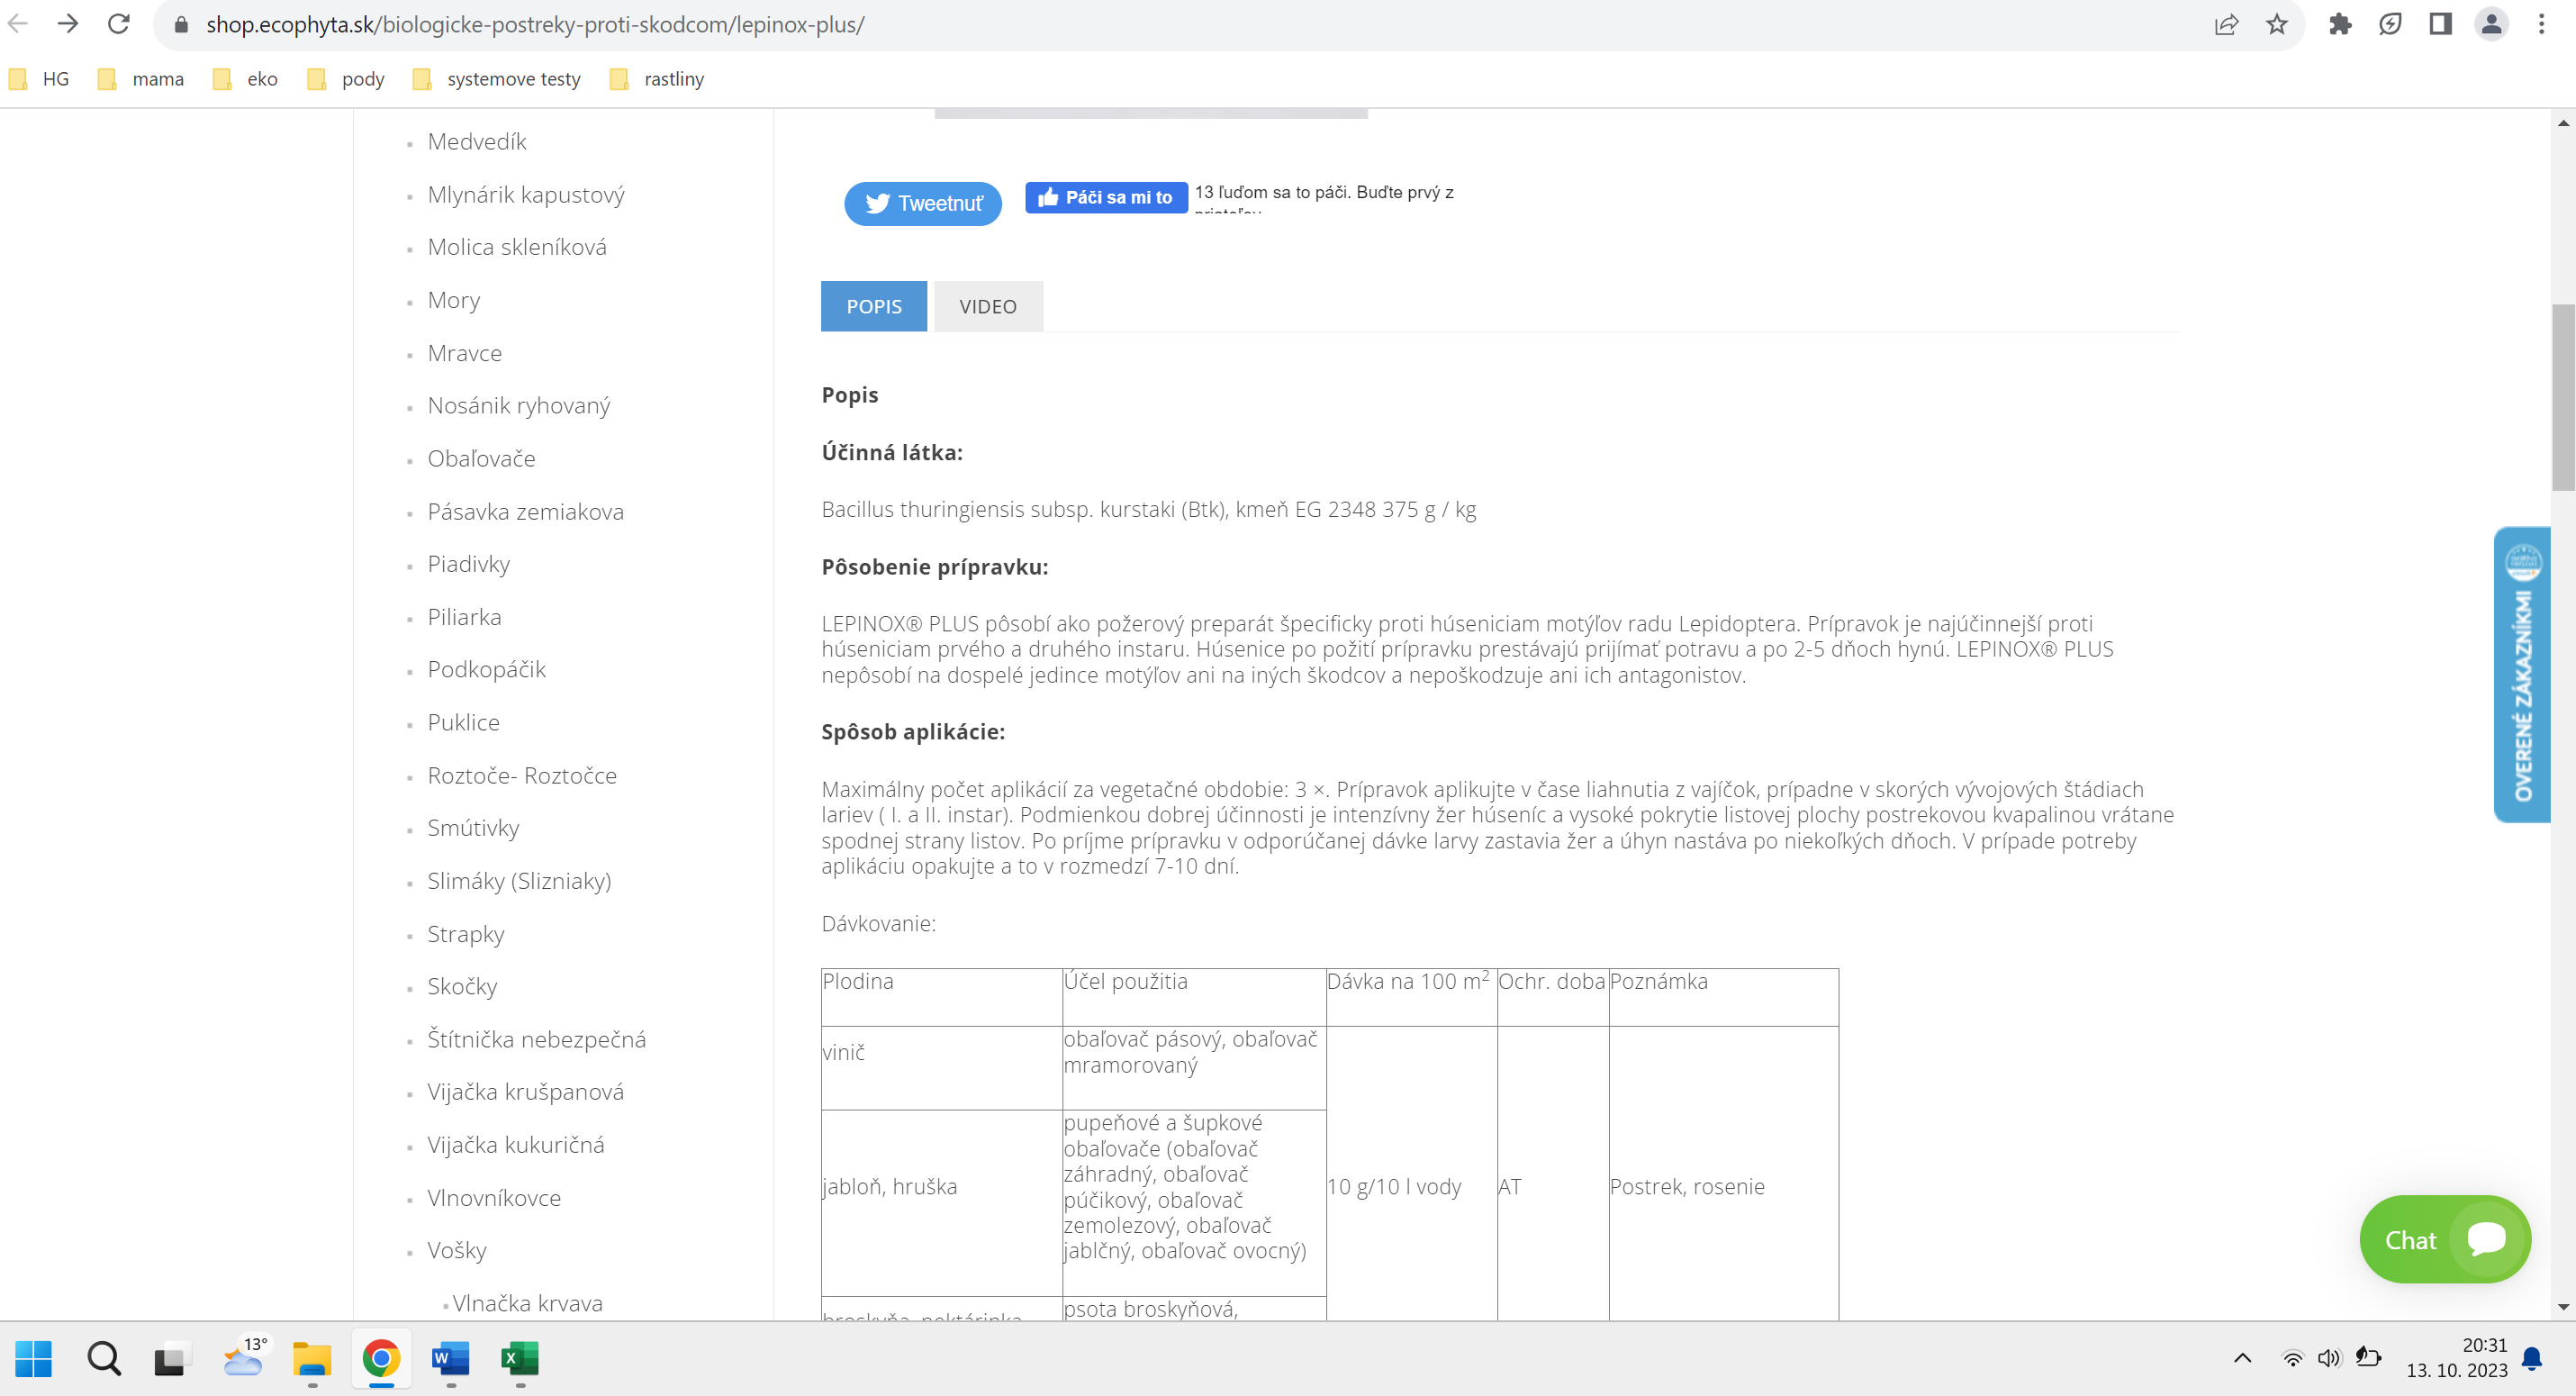 shop.ecophyta.sk/biologicke-postreky-proti-skodcom/lepinox-plus/
HG
mama
eko
pody
systemove testy
rastliny
Medvedík
Mlynárik kapustový
Molica skleníková
Mory
Mravce
Nosánik ryhovaný
Obaľovače
Pásavka zemiakova
Piadivky
Piliarka
Podkopáčik
Puklice
Roztoče- Roztočce
Smútivky
Slimáky (Slizniaky)
Strapky
Skočky
Štítnička nebezpečná
Vijačka krušpanová
Vijačka kukuričná
Vlnovníkovce
Vošky
Vlnačka krvava
Tweetnuť
Páči sa mi to
13 ľuďom sa to páči. Buďte prvý z
POPIS
VIDEO
Popis
Účinná látka:
Bacillus thuringiensis subsp. kurstaki (Btk), kmeň EG 2348 375 g / kg
Pôsobenie prípravku:
LEPINOX® PLUS pôsobí ako požerový preparát špecificky proti húseniciam motýľov radu Lepidoptera. Prípravok je najúčinnejší proti
húseniciam prvého a druhého instaru. Húsenice po požití prípravku prestávajú prijímať potravu a po 2-5 dňoch hynú. LEPINOX® PLUS
nepôsobí na dospelé jedince motýľov ani na iných škodcov a nepoškodzuje ani ich antagonistov.
Spôsob aplikácie:
Maximálny počet aplikácií za vegetačné obdobie: 3 ×. Prípravok aplikujte v čase liahnutia z vajíčok, prípadne v skorých vývojových štádiach
lariev ( I. a II. instar). Podmienkou dobrej účinnosti je intenzívny žer húseníc a vysoké pokrytie listovej plochy postrekovou kvapalinou vrátane
spodnej strany listov. Po príjme prípravku v odporúčanej dávke larvy zastavia žer a úhyn nastáva po niekoľkých dňoch. V prípade potreby
aplikáciu opakujte a to v rozmedzí 7-10 dní.
Dávkovanie:
Plodina
Účel použitia
Dávka na 100 m²
Ochr. doba
Poznámka
vinič
obaľovač pásový, obaľovač
mramorovaný
jabloň, hruška
pupeňové a šupkové
obaľovače (obaľovač
záhradný, obaľovač
púčikový, obaľovač
zemolezový, obaľovač
jablčný, obaľovač ovocný)
10 g/10 l vody
AT
Postrek, rosenie
broskyňa, nektárinka
psota broskyňová,
OVERENÉ ZÁKAZNÍKMI
Chat
13°
20:31
13. 10. 2023